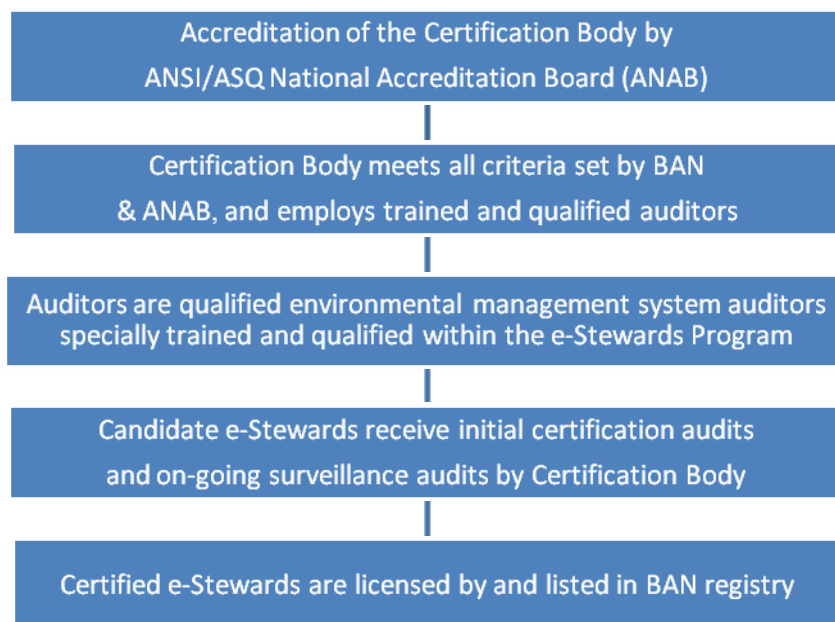 Accreditation of the Certification Body by
ANSI/ASQ National Accreditation Board (ANAB)
Certification Body meets all criteria set by BAN
& ANAB, and employs trained and qualified auditors
Auditors are qualified environmental management system auditors
specially trained and qualified within the e-Stewards Program
Candidate e-Stewards receive initial certification audits
and on-going surveillance audits by Certification Body
Certified e-Stewards are licensed by and listed in BAN registry